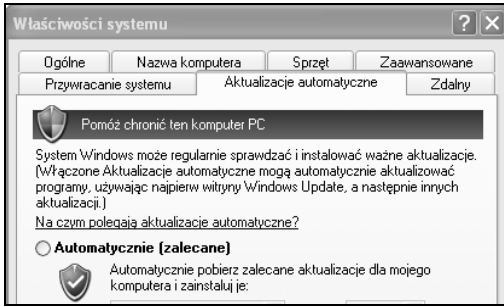 Właściwości systemu
Ogólne Nazwa komputera Sprzęt Zaawansowane
Przywracanie systemu Aktualizacje automatyczne Zdalny
Pomóż chronić ten komputer PC
System Windows może regularnie sprawdzać i instalować ważne aktualizacje.
(Włączone Aktualizacje automatyczne mogą automatycznie aktualizować
programy, używając najpierw witryny Windows Update, a następnie innych
aktualizacji.)
Na czym polegają aktualizacje automatyczne?
Automatycznie (zalecane)
Automatycznie pobierz zalecane aktualizacje dla mojego
komputera i zainstaluj je: